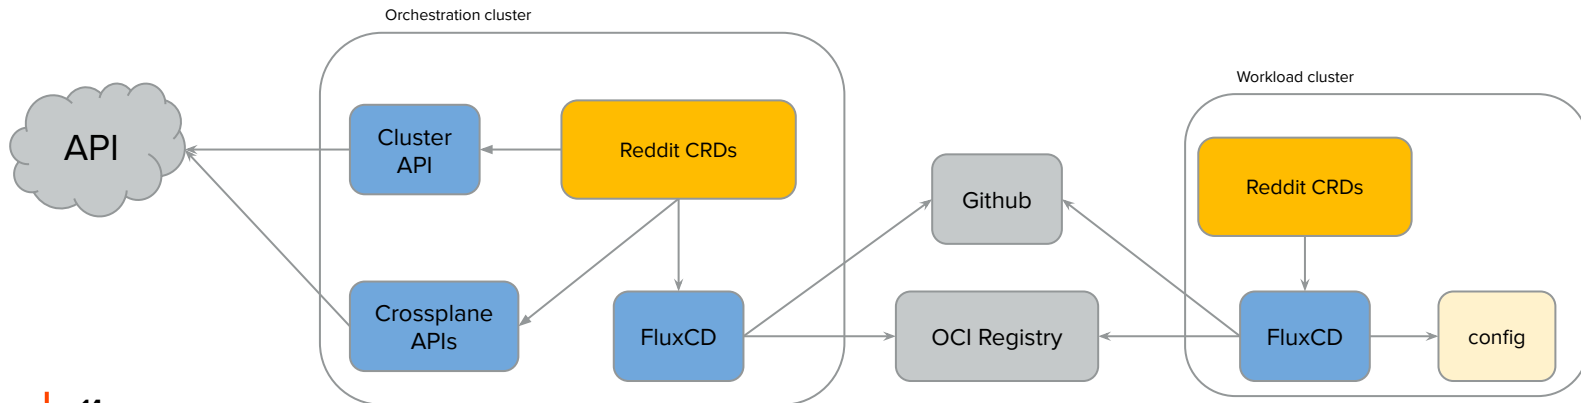 Orchestration cluster
Workload cluster
API
Cluster
API
Reddit CRDs
Github
Reddit CRDs
Crossplane
APIs
FluxCD
OCI Registry
FluxCD
config